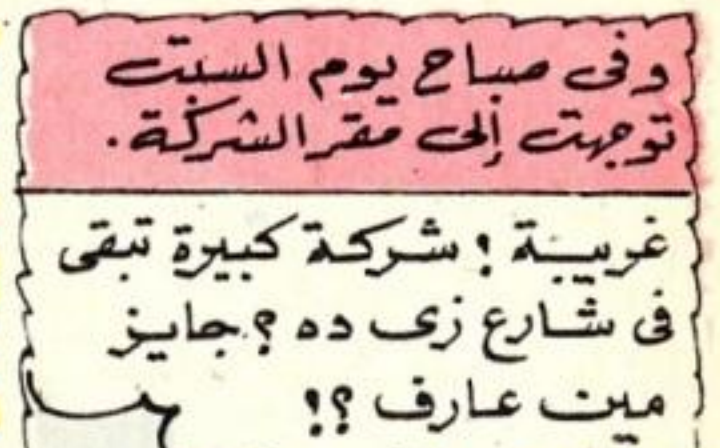 وفى صباح يوم السبت
توجهت إلى مقر الشركة.
غريبة ! شركة كبيرة تبقى
فى شارع زى ده ؟ جايز
مين عارف ؟!